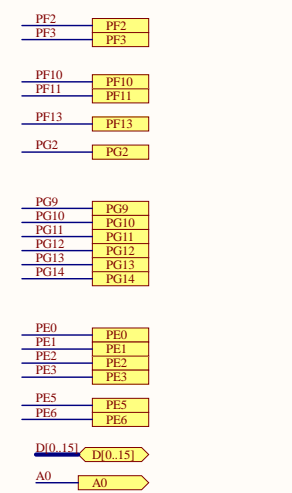 PF2 PF2
PF3 PF3
PF10 PF10
PF11 PF11
PF13 PF13
PG2 PG2
PG9 PG9
PG10 PG10
PG11 PG11
PG12 PG12
PG13 PG13
PG14 PG14
PE0 PE0
PE1 PE1
PE2 PE2
PE3 PE3
PE5 PE5
PE6 PE6
D[0..15] D[0..15]
A0 A0